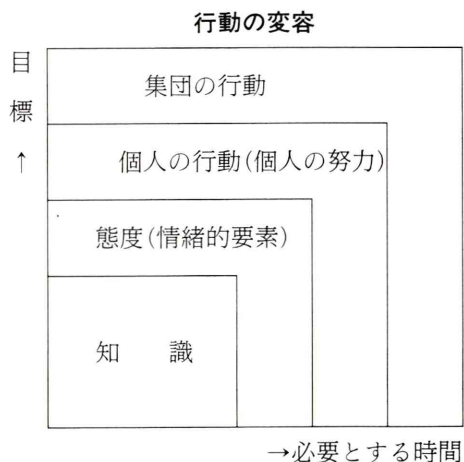 行動の変容
目標↑
集団の行動
個人の行動(個人の努力)
態度(情緒的要素)
知　識
→必要とする時間